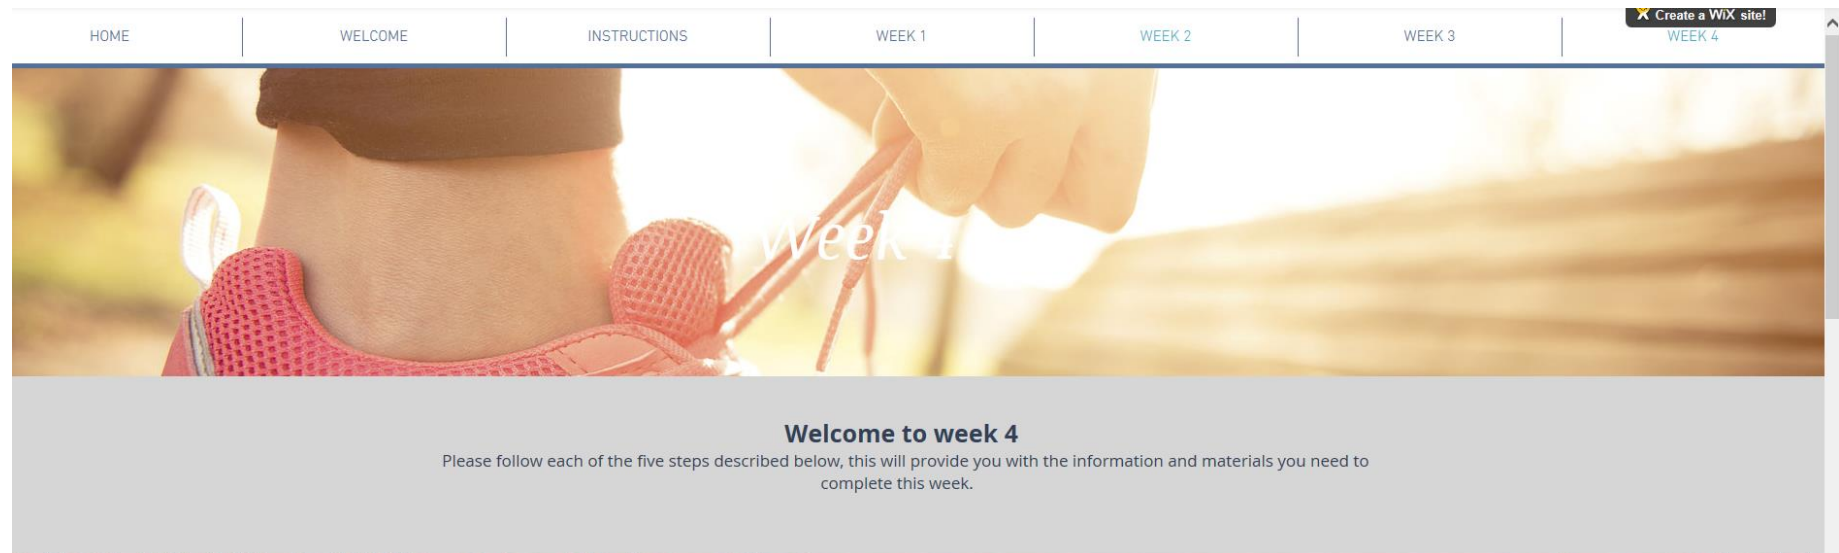 Create a WiX site!
HOME
WELCOME
INSTRUCTIONS
WEEK 1
WEEK 2
WEEK 3
WEEK 4
Week 4
Welcome to week 4
Please follow each of the five steps described below, this will provide you with the information and materials you need to
complete this week.